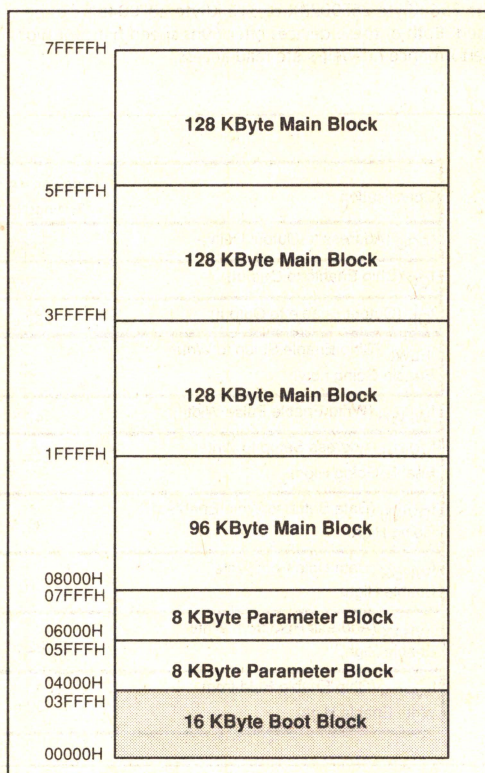 7FFFFH
128 KByte Main Block
5FFFFH
128 KByte Main Block
3FFFFH
128 KByte Main Block
1FFFFH
96 KByte Main Block
08000H
07FFFH
8 KByte Parameter Block
06000H
05FFFH
8 KByte Parameter Block
04000H
03FFFH
16 KByte Boot Block
00000H